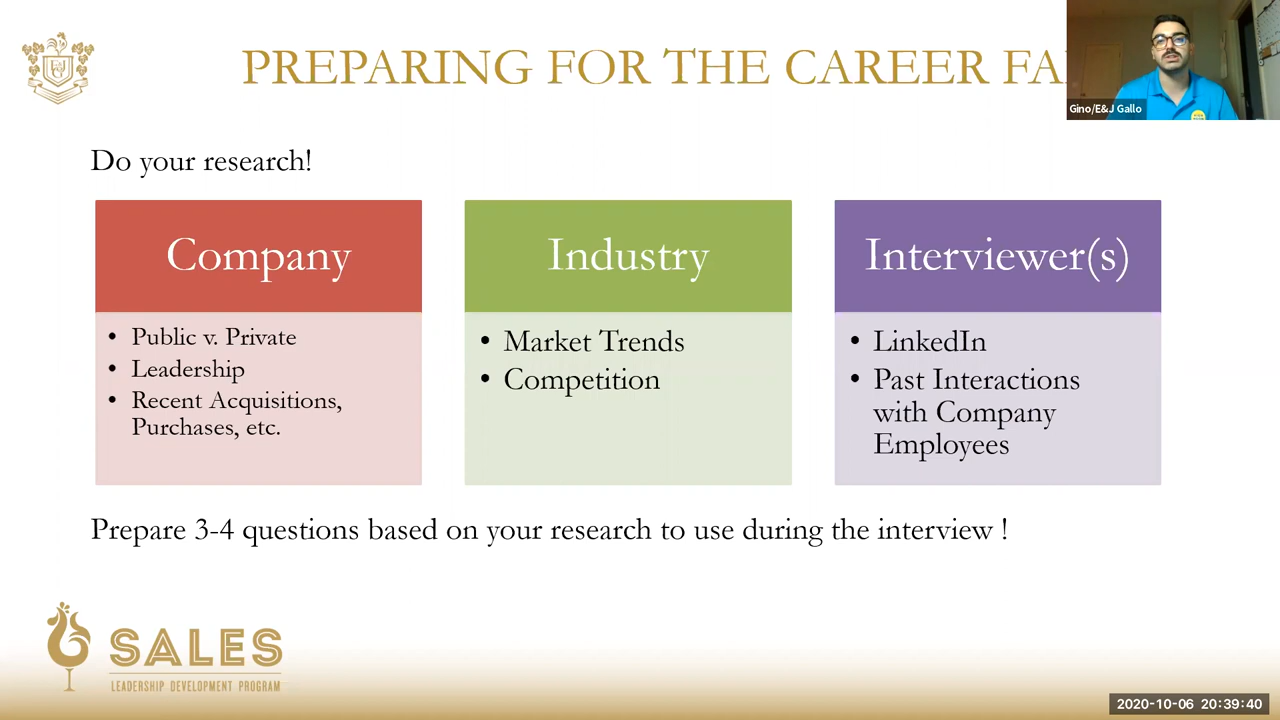 PREPARING FOR THE CAREER FA
Gino/E&J Gallo
Do your research!
Company
• Public v. Private
• Leadership
• Recent Acquisitions,
Purchases, etc.
Industry
• Market Trends
• Competition
Interviewer(s)
• LinkedIn
• Past Interactions
with Company
Employees
Prepare 3-4 questions based on your research to use during the interview !
SALES
LEADERSHIP DEVELOPMENT PROGRAM
2020-10-06 20:39:40